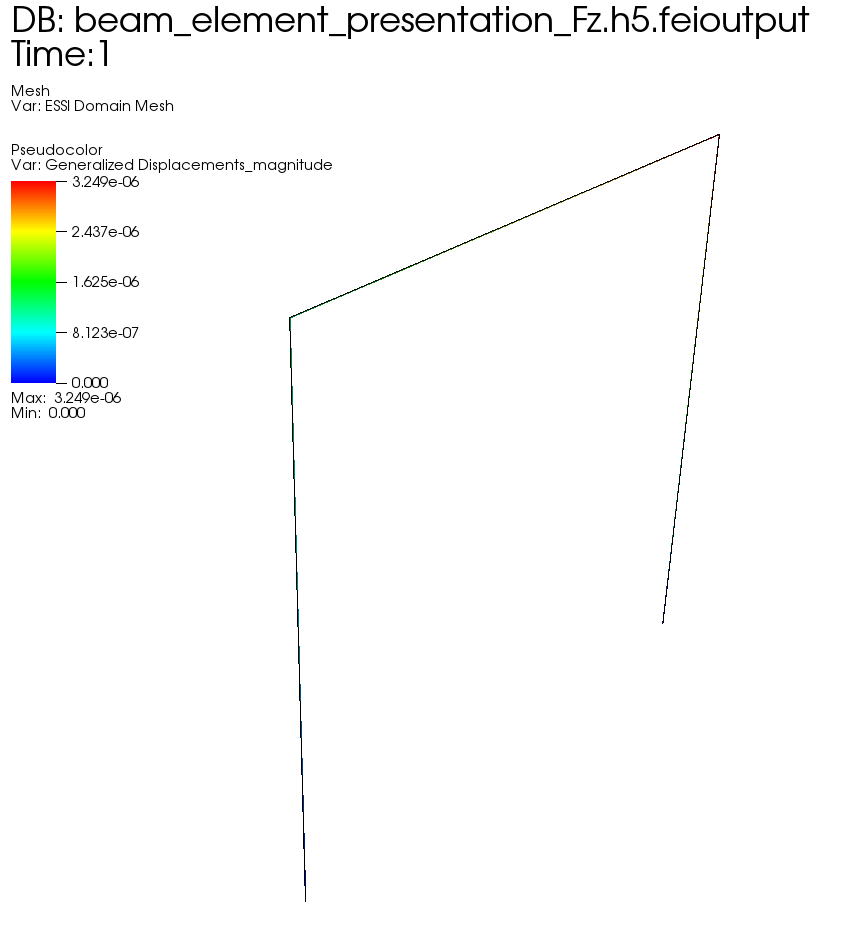 DB: beam_element_presentation_Fz.h5.feioutput
Time:1
Mesh
Var: ESSI Domain Mesh
Pseudocolor
Var: Generalized Displacements_magnitude
3.249e-06
2.437e-06
1.625e-06
8.123e-07
0.000
Max: 3.249e-06
Min: 0.000